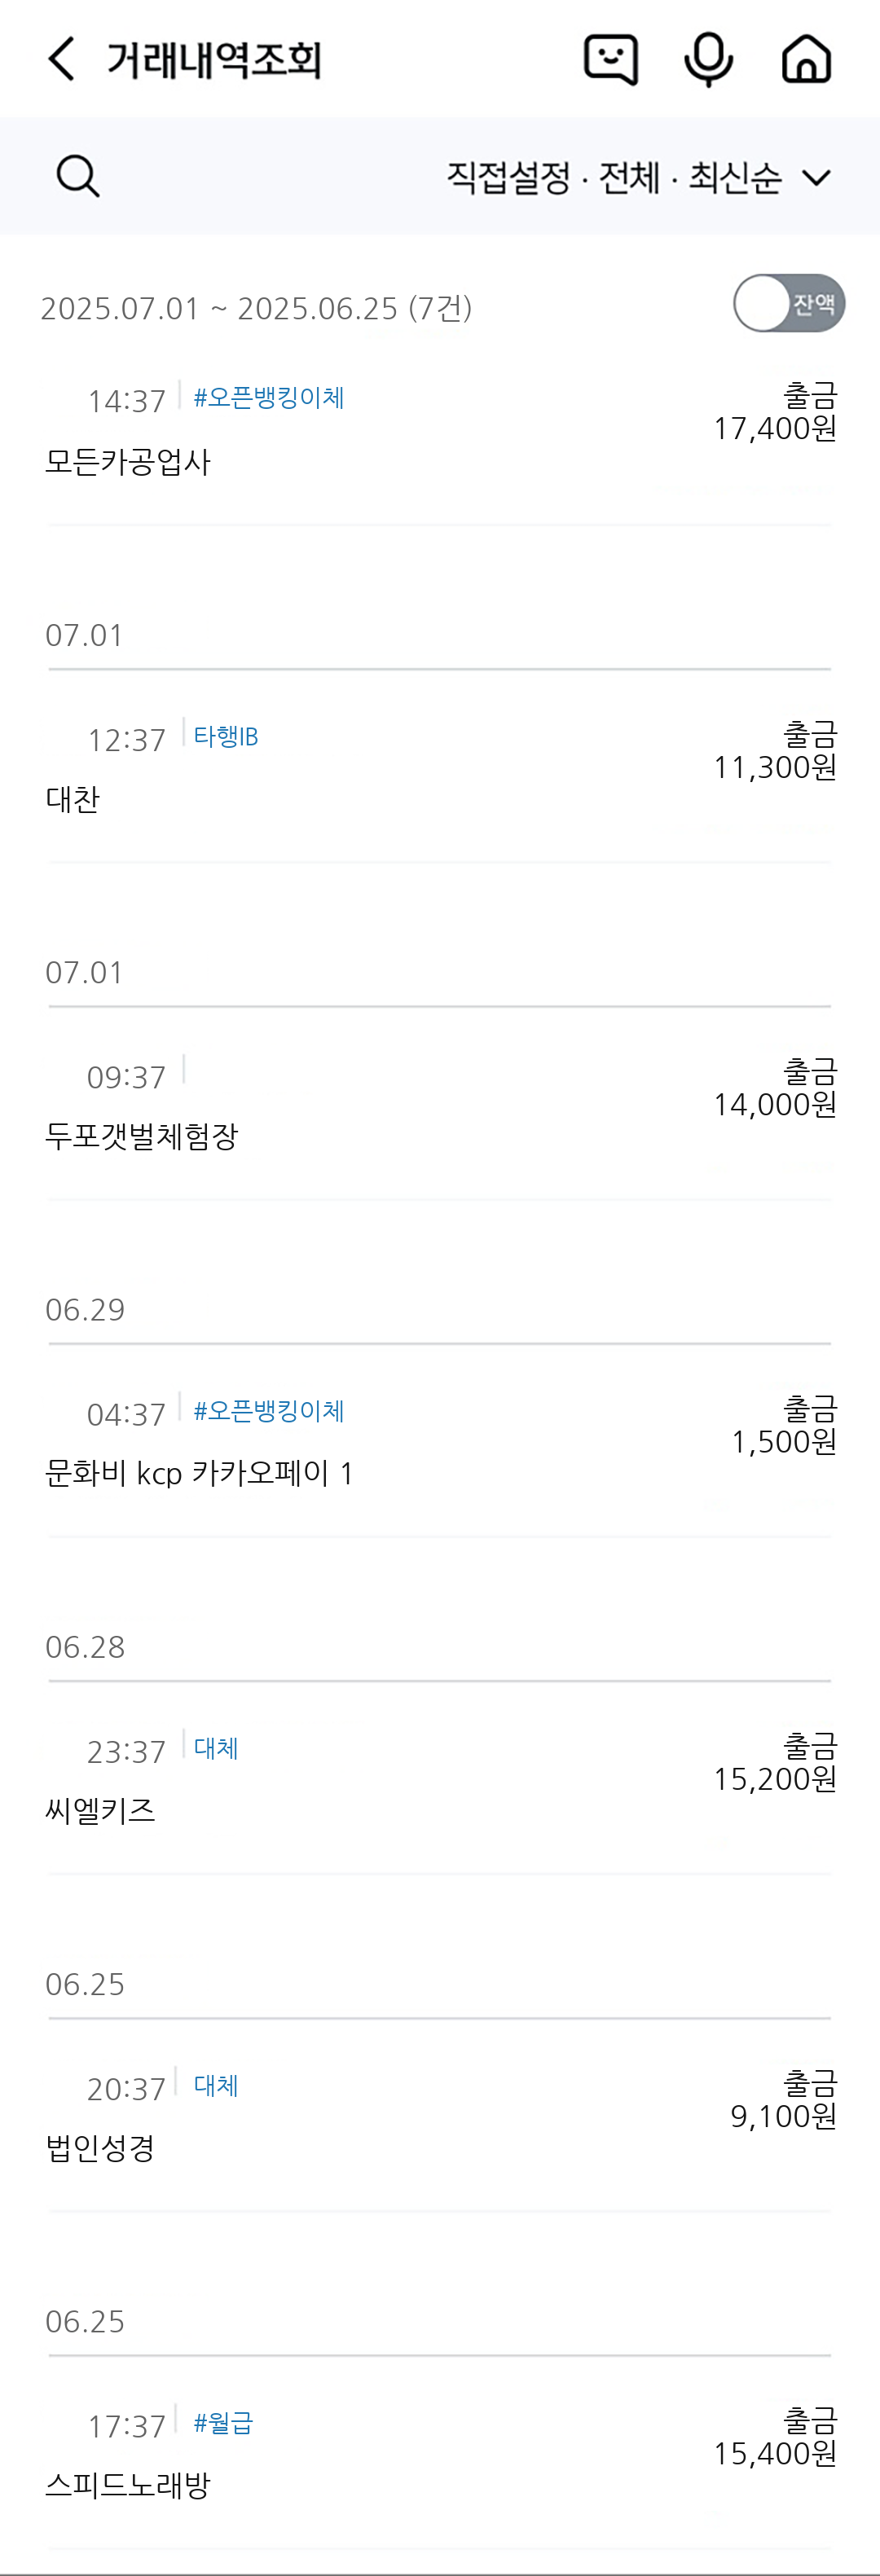 거래내역조회
직접설정 · 전체 · 최신순
2025.07.01 ~ 2025.06.25 (7건) 잔액
14:37 #오픈뱅킹이체 출금
17,400원
모든카공업사
07.01
12:37 타행IB 출금
11,300원
대찬
07.01
09:37 출금
14,000원
두포갯벌체험장
06.29
04:37 #오픈뱅킹이체 출금
1,500원
문화비 kcp 카카오페이 1
06.28
23:37 대체 출금
15,200원
씨엘키즈
06.25
20:37 대체 출금
9,100원
법인성경
06.25
17:37 #월급 출금
15,400원
스피드노래방